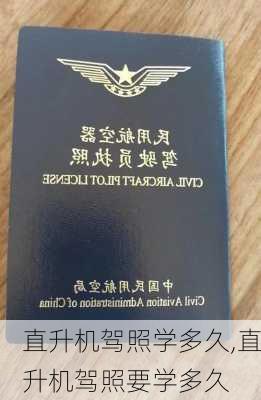 民用航空器
驾驶员执照
CIVIL AIRCRAFT PILOT LICENSE
中国民用航空局
Civil Aviation Administration of China
直升机驾照学多久,直
升机驾照要学多久